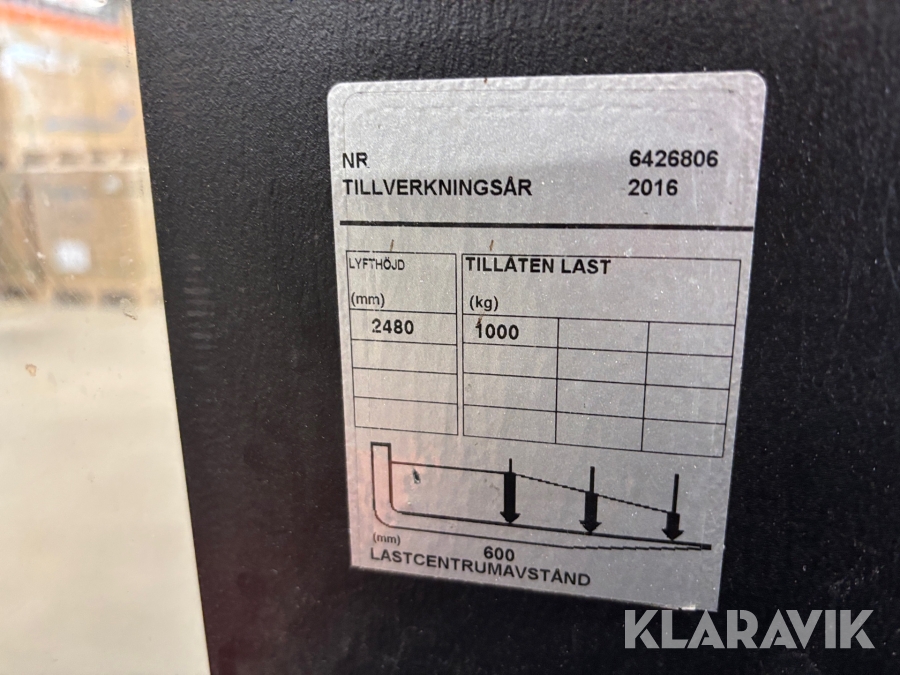 NR 6426806
TILLVERKNINGSÅR 2016
LYFTHÖJD TILLÅTEN LAST
(mm) (kg)
2480 1000
(mm) 600
LASTCENTRUMAVSTÅND
KLARAVIK